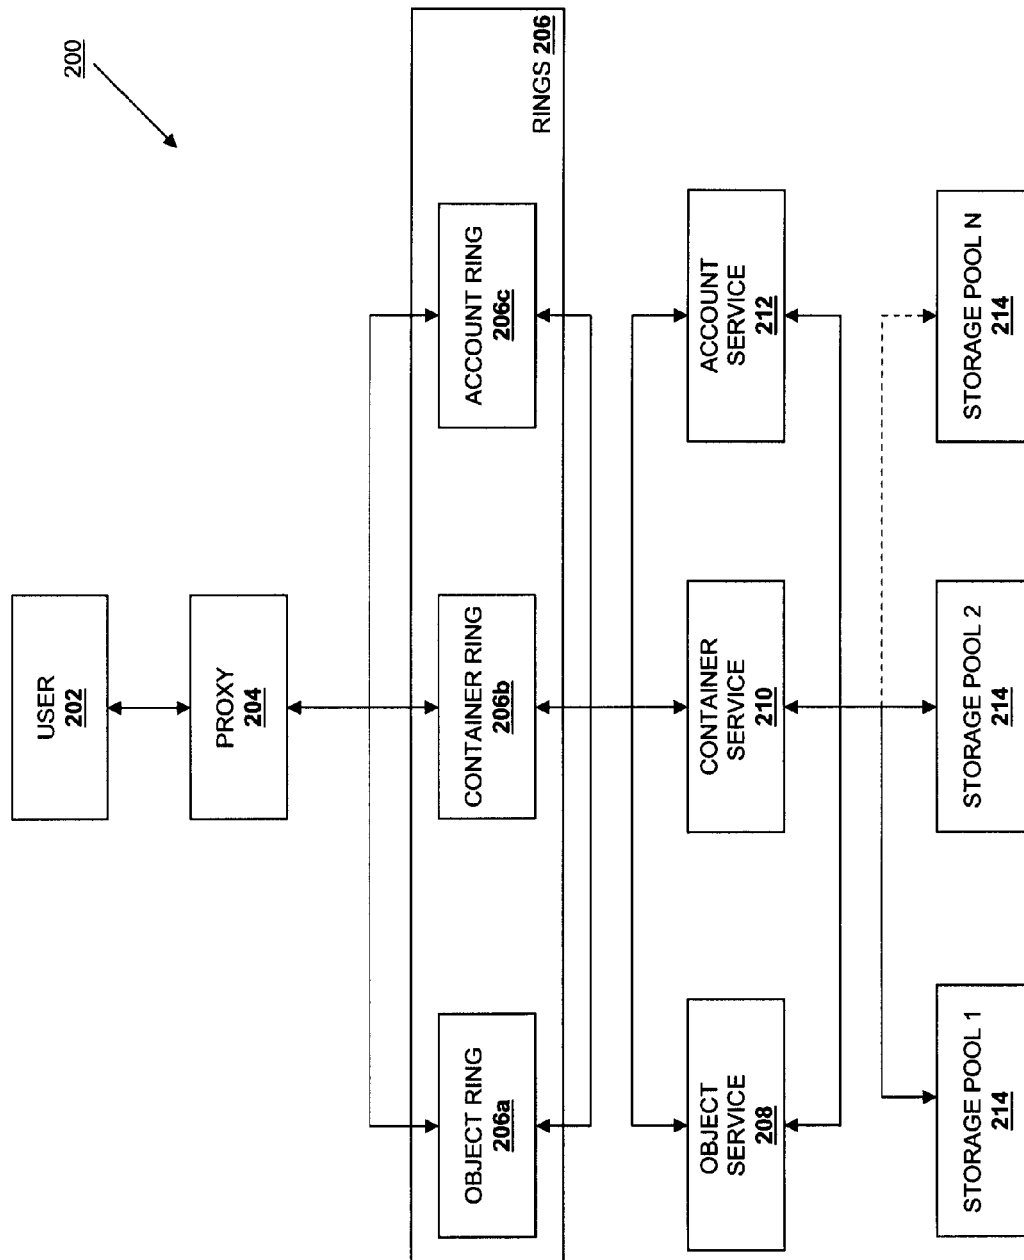 200
USER
202
PROXY
204
RINGS 206
OBJECT RING
206a
CONTAINER RING
206b
ACCOUNT RING
206c
OBJECT
SERVICE
208
CONTAINER
SERVICE
210
ACCOUNT
SERVICE
212
STORAGE POOL 1
214
STORAGE POOL 2
214
STORAGE POOL N
214